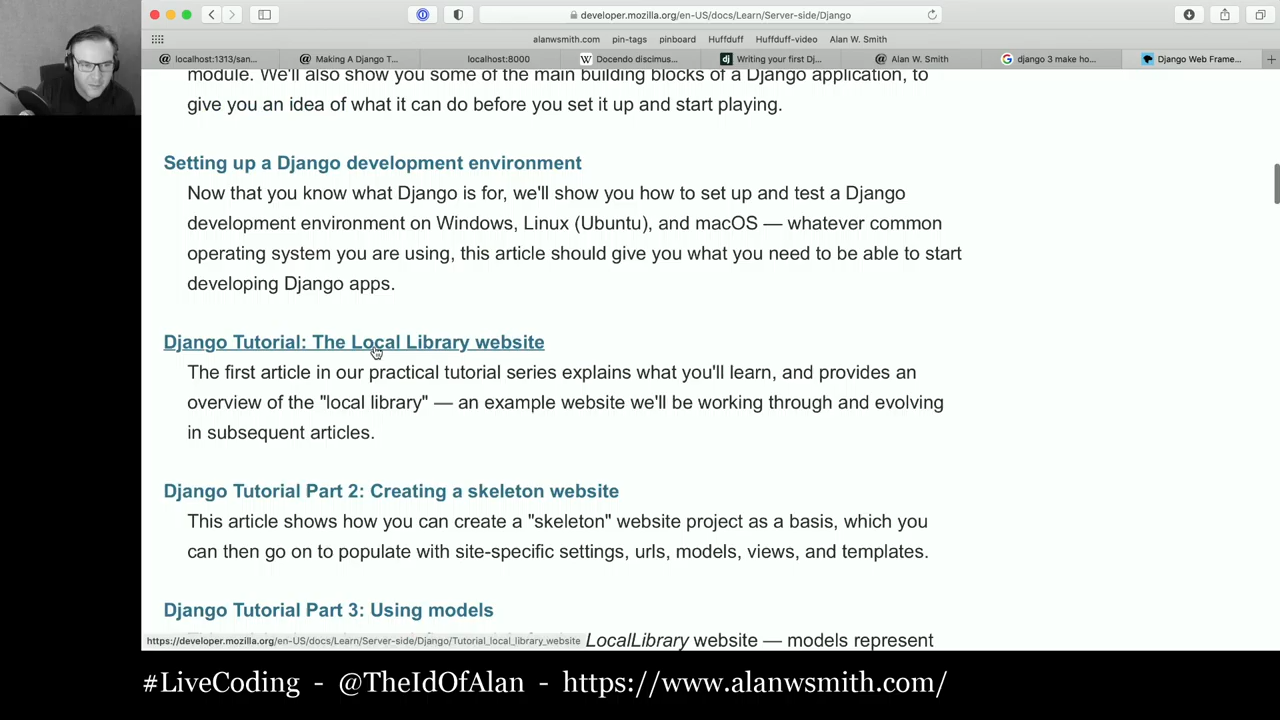 developer.mozilla.org/en-US/docs/Learn/Server-side/Django
alanwsmith.com pin-tags pinboard Huffduff Huffduff-video Alan W. Smith
localhost:1313/san... Making A Django T... localhost:8000 Docendo discimus... Writing your first Dj... Alan W. Smith django 3 make ho... Django Web Frame...
module. We'll also show you some of the main building blocks of a Django application, to
give you an idea of what it can do before you set it up and start playing.
Setting up a Django development environment
Now that you know what Django is for, we'll show you how to set up and test a Django
development environment on Windows, Linux (Ubuntu), and macOS — whatever common
operating system you are using, this article should give you what you need to be able to start
developing Django apps.
Django Tutorial: The Local Library website
The first article in our practical tutorial series explains what you'll learn, and provides an
overview of the "local library" — an example website we'll be working through and evolving
in subsequent articles.
Django Tutorial Part 2: Creating a skeleton website
This article shows how you can create a "skeleton" website project as a basis, which you
can then go on to populate with site-specific settings, urls, models, views, and templates.
Django Tutorial Part 3: Using models
LocalLibrary website — models represent
https://developer.mozilla.org/en-US/docs/Learn/Server-side/Django/Tutorial_local_library_website
#LiveCoding - @TheIdOfAlan - https://www.alanwsmith.com/